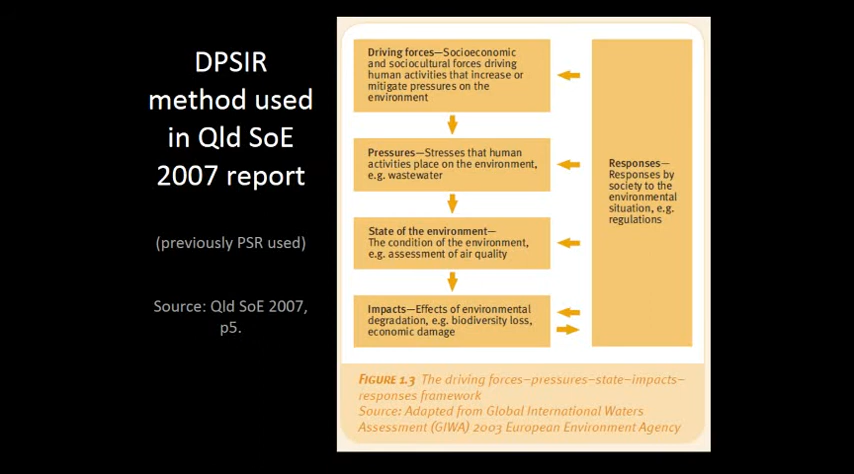 DPSIR
method used
in Qld SoE
2007 report
(previously PSR used)
Source: Qld SoE 2007,
p5.
Driving forces—Socioeconomic
and sociocultural forces driving
human activities that increase or
mitigate pressures on the
environment
Pressures—Stresses that human
activities place on the environment,
e.g. wastewater
State of the environment—
The condition of the environment,
e.g. assessment of air quality
Impacts—Effects of environmental
degradation, e.g. biodiversity loss,
economic damage
Responses—
Responses by
society to the
environmental
situation, e.g.
regulations
FIGURE 1.3 The driving forces–pressures–state–impacts–
responses framework
Source: Adapted from Global International Waters
Assessment (GIWA) 2003 European Environment Agency